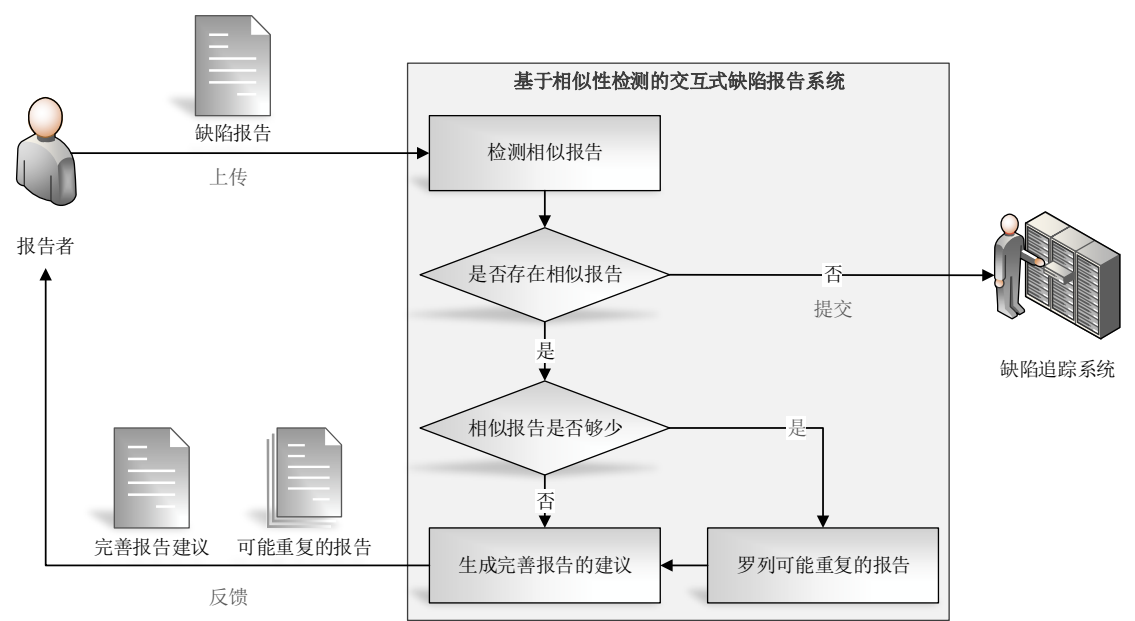 基于相似性检测的交互式缺陷报告系统
缺陷报告
检测相似报告
上传
报告者
是否存在相似报告
否
提交
缺陷追踪系统
是
相似报告是否够少
是
否
完善报告建议
可能重复的报告
生成完善报告的建议
罗列可能重复的报告
反馈